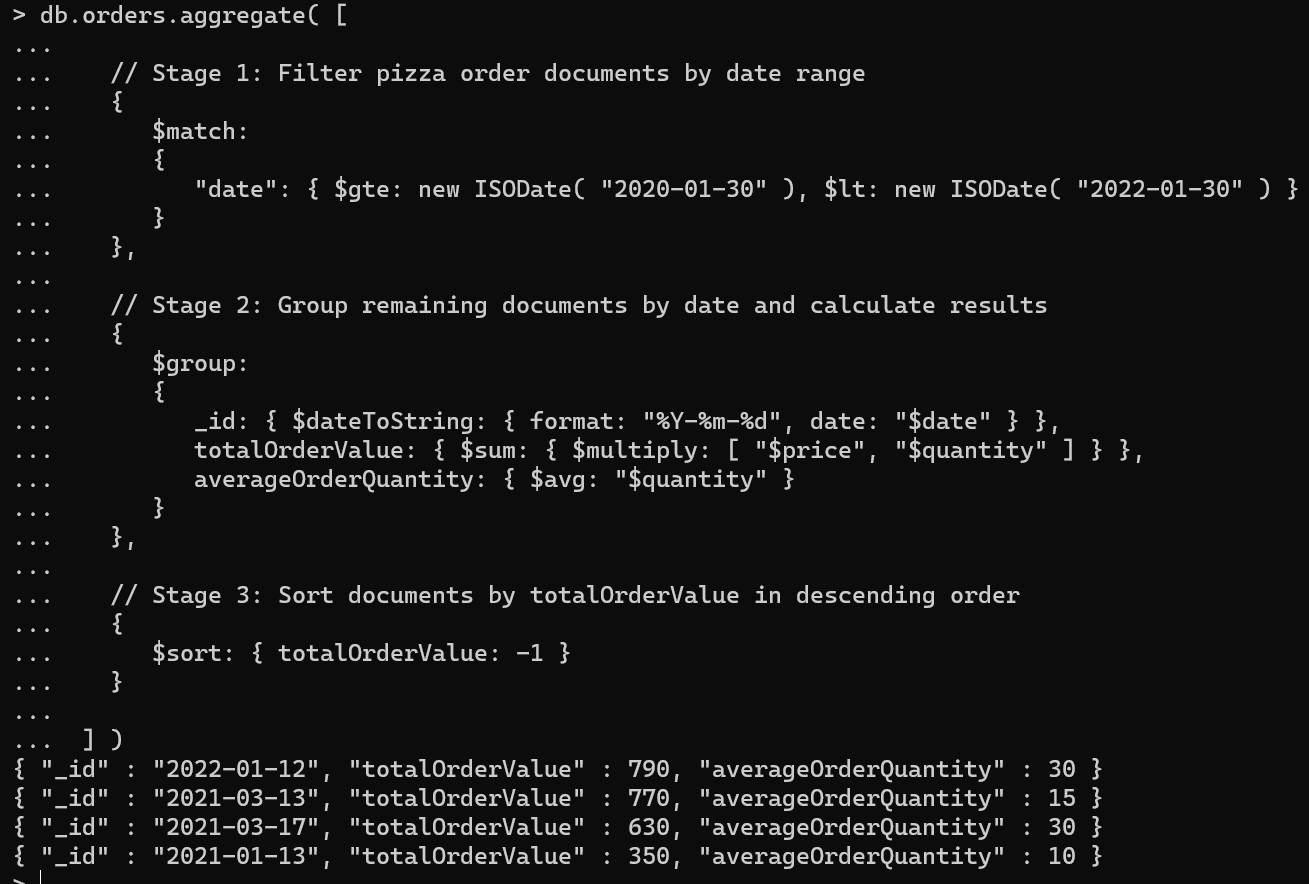 > db.orders.aggregate( [
...
...    // Stage 1: Filter pizza order documents by date range
...    {
...       $match:
...       {
...          "date": { $gte: new ISODate( "2020-01-30" ), $lt: new ISODate( "2022-01-30" ) }
...       }
...    },
...
...    // Stage 2: Group remaining documents by date and calculate results
...    {
...       $group:
...       {
...          _id: { $dateToString: { format: "%Y-%m-%d", date: "$date" } },
...          totalOrderValue: { $sum: { $multiply: [ "$price", "$quantity" ] } },
...          averageOrderQuantity: { $avg: "$quantity" }
...       }
...    },
...
...    // Stage 3: Sort documents by totalOrderValue in descending order
...    {
...       $sort: { totalOrderValue: -1 }
...    }
...
...  ] )
{ "_id" : "2022-01-12", "totalOrderValue" : 790, "averageOrderQuantity" : 30 }
{ "_id" : "2021-03-13", "totalOrderValue" : 770, "averageOrderQuantity" : 15 }
{ "_id" : "2021-03-17", "totalOrderValue" : 630, "averageOrderQuantity" : 30 }
{ "_id" : "2021-01-13", "totalOrderValue" : 350, "averageOrderQuantity" : 10 }
>